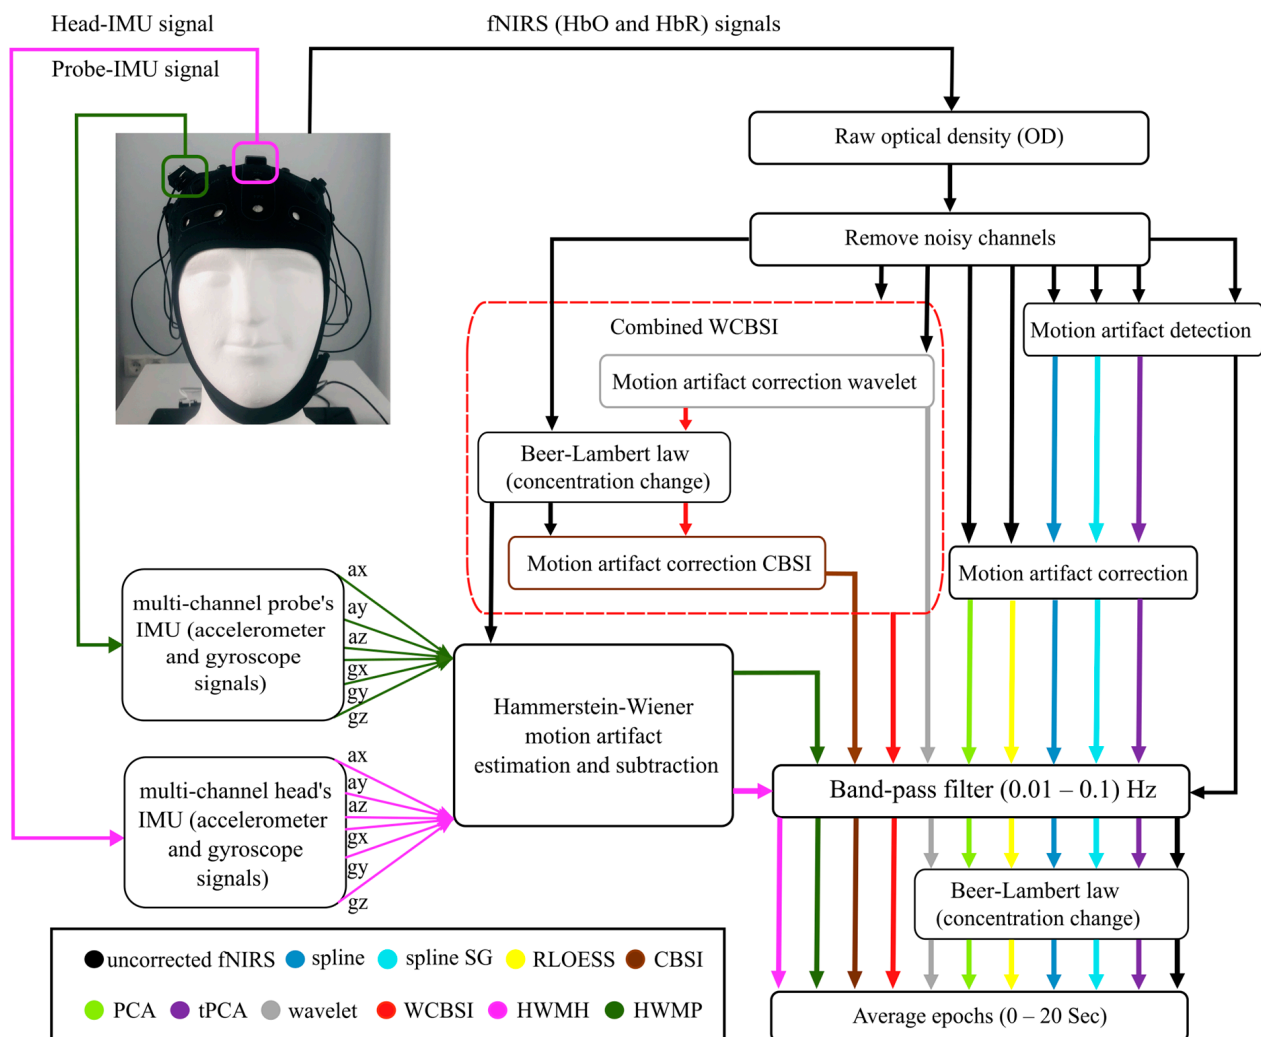 Head-IMU signal
fNIRS (HbO and HbR) signals
Probe-IMU signal
Raw optical density (OD)
Remove noisy channels
Combined WCBSI
Motion artifact detection
Motion artifact correction wavelet
Beer-Lambert law
(concentration change)
Motion artifact correction CBSI
Motion artifact correction
multi-channel probe's
IMU (accelerometer
and gyroscope
signals)
ax
ay
az
gx
gy
gz
Hammerstein-Wiener
motion artifact
estimation and subtraction
multi-channel head's
IMU (accelerometer
and gyroscope
signals)
ax
ay
az
gx
gy
gz
Band-pass filter (0.01 – 0.1) Hz
Beer-Lambert law
(concentration change)
Average epochs (0 – 20 Sec)
uncorrected fNIRS spline spline SG RLOESS CBSI
PCA tPCA wavelet WCBSI HWMH HWMP